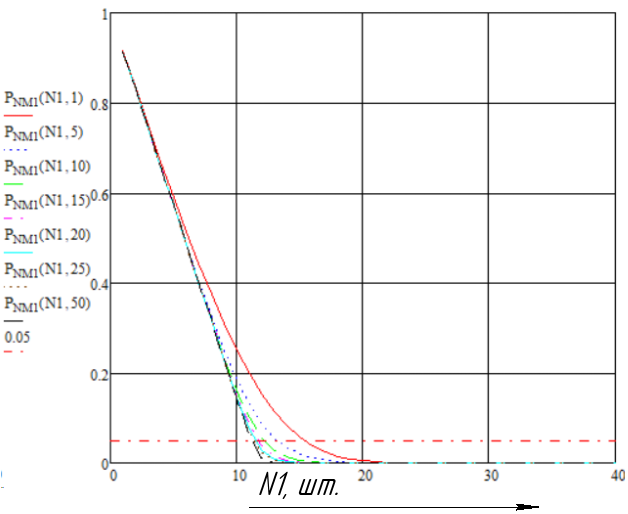 1
P_NM1(N1,1)
0.8
P_NM1(N1,5)
P_NM1(N1,10)
P_NM1(N1,15)
0.6
P_NM1(N1,20)
P_NM1(N1,25)
0.4
P_NM1(N1,50)
0.05
0.2
0
0 10 20 30 40
N1, шт.